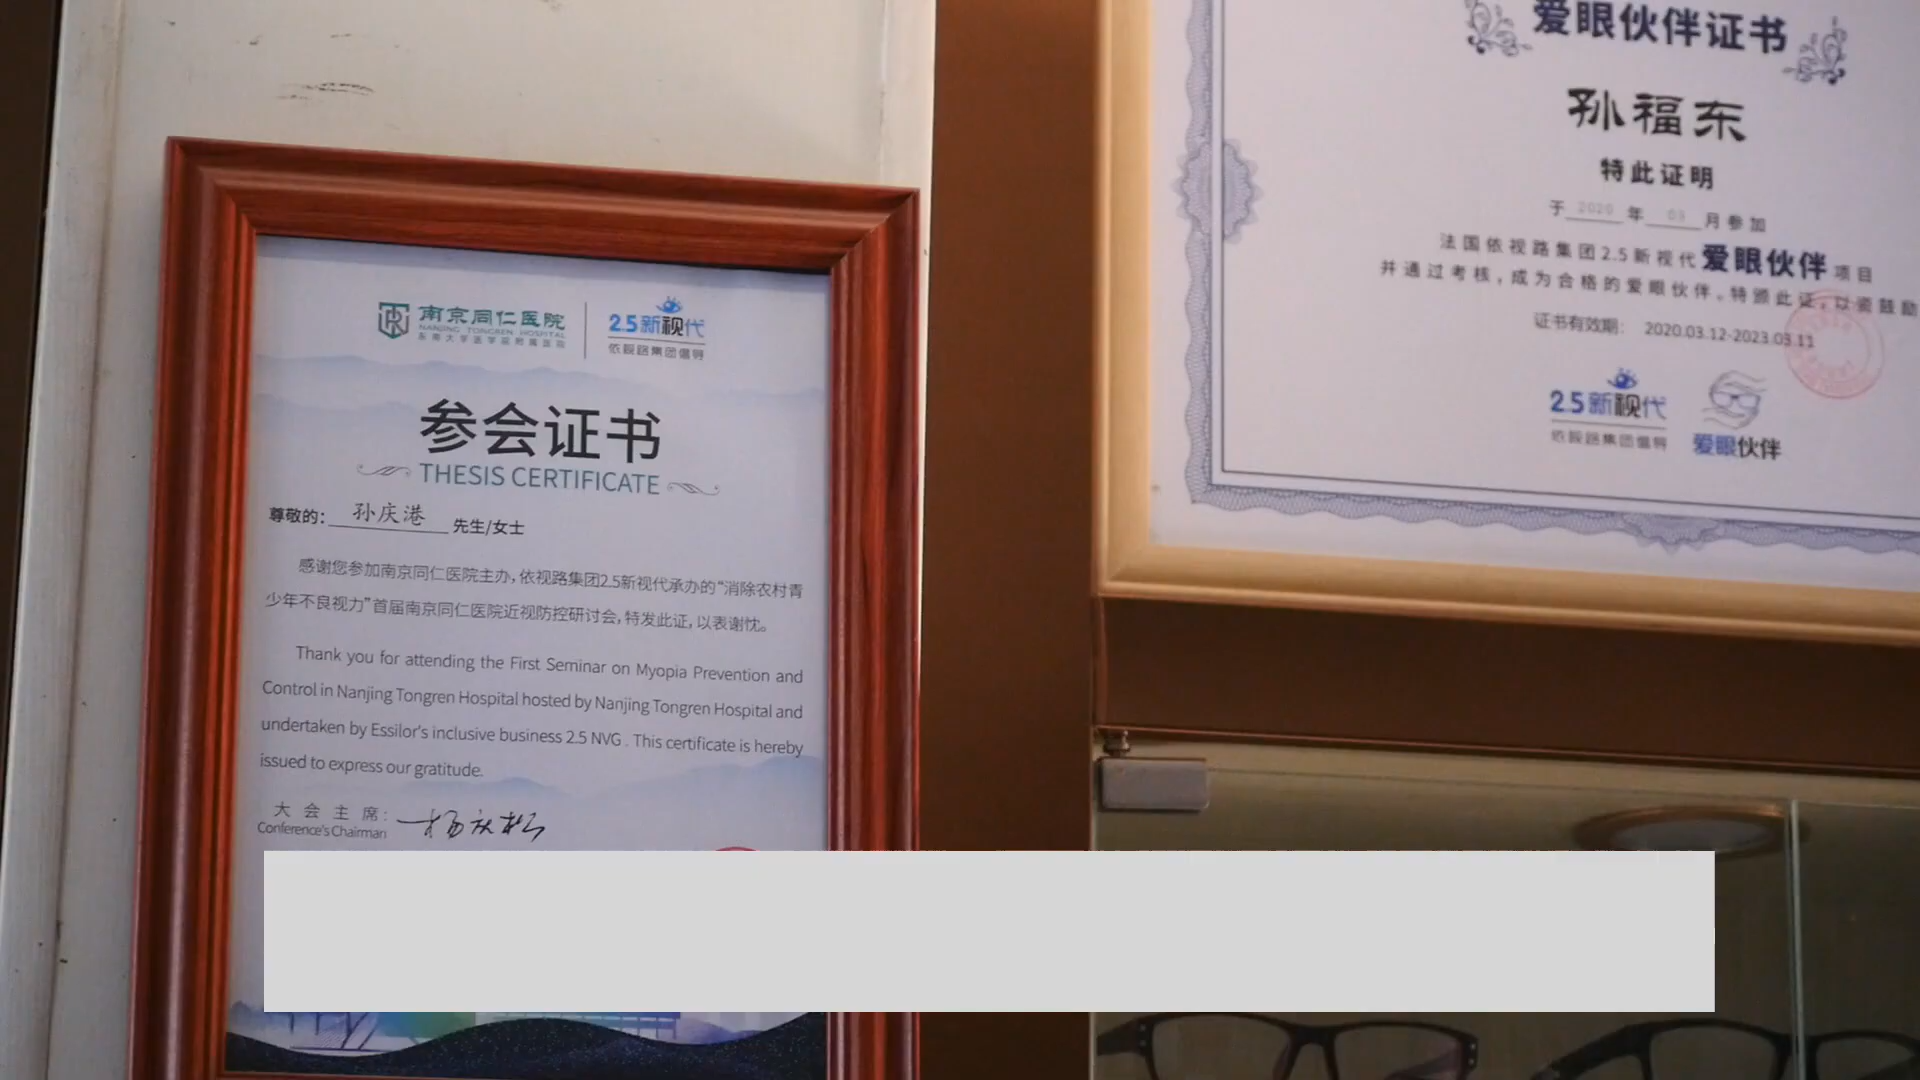 南京同仁医院
NANJING TONGREN HOSPITAL
东南大学医学院附属医院
2.5新视代
依视路集团倡导
参会证书
THESIS CERTIFICATE
尊敬的: 孙庆港 先生/女士
感谢您参加南京同仁医院主办,依视路集团2.5新视代承办的“消除农村青
少年不良视力”首届南京同仁医院近视防控研讨会,特发此证,以表谢忱。
Thank you for attending the First Seminar on Myopia Prevention and
Control in Nanjing Tongren Hospital hosted by Nanjing Tongren Hospital and
undertaken by Essilor's inclusive business 2.5 NVG . This certificate is hereby
issued to express our gratitude.
大会主席:
Conference's Chairman
爱眼伙伴证书
孙福东
特此证明
于 2020 年 03 月参加
法国依视路集团2.5新视代爱眼伙伴项目
并通过考核,成为合格的爱眼伙伴。特颁此证,以资鼓励
证书有效期: 2020.03.12-2023.03.11
2.5新视代
依视路集团倡导
爱眼伙伴